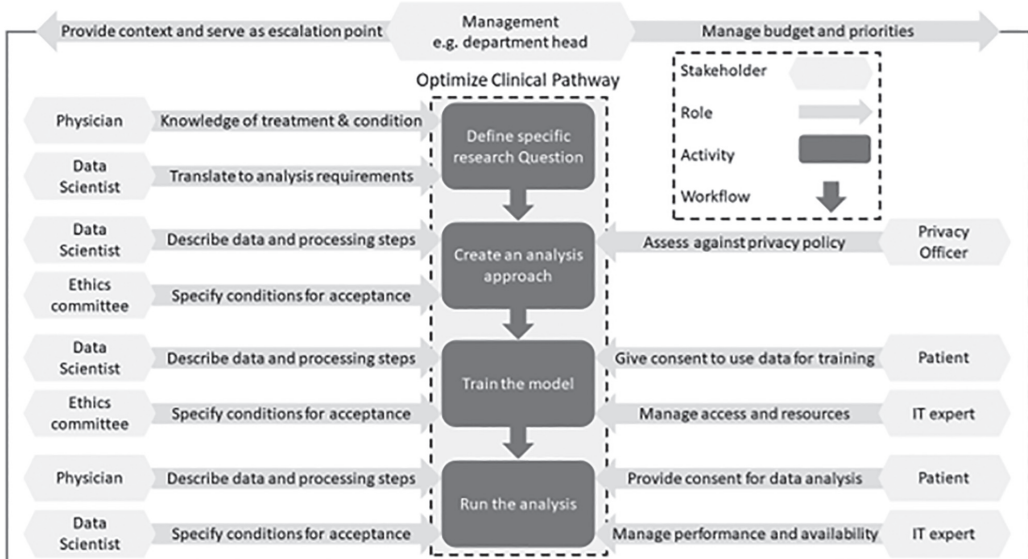 Provide context and serve as escalation point
Management
e.g. department head
Manage budget and priorities
Optimize Clinical Pathway
Stakeholder
Role
Activity
Workflow
Physician
Knowledge of treatment & condition
Define specific
research Question
Data
Scientist
Translate to analysis requirements
Data
Scientist
Describe data and processing steps
Create an analysis
approach
Assess against privacy policy
Privacy
Officer
Ethics
committee
Specify conditions for acceptance
Data
Scientist
Describe data and processing steps
Train the model
Give consent to use data for training
Patient
Ethics
committee
Specify conditions for acceptance
Manage access and resources
IT expert
Physician
Describe data and processing steps
Run the analysis
Provide consent for data analysis
Patient
Data
Scientist
Specify conditions for acceptance
Manage performance and availability
IT expert